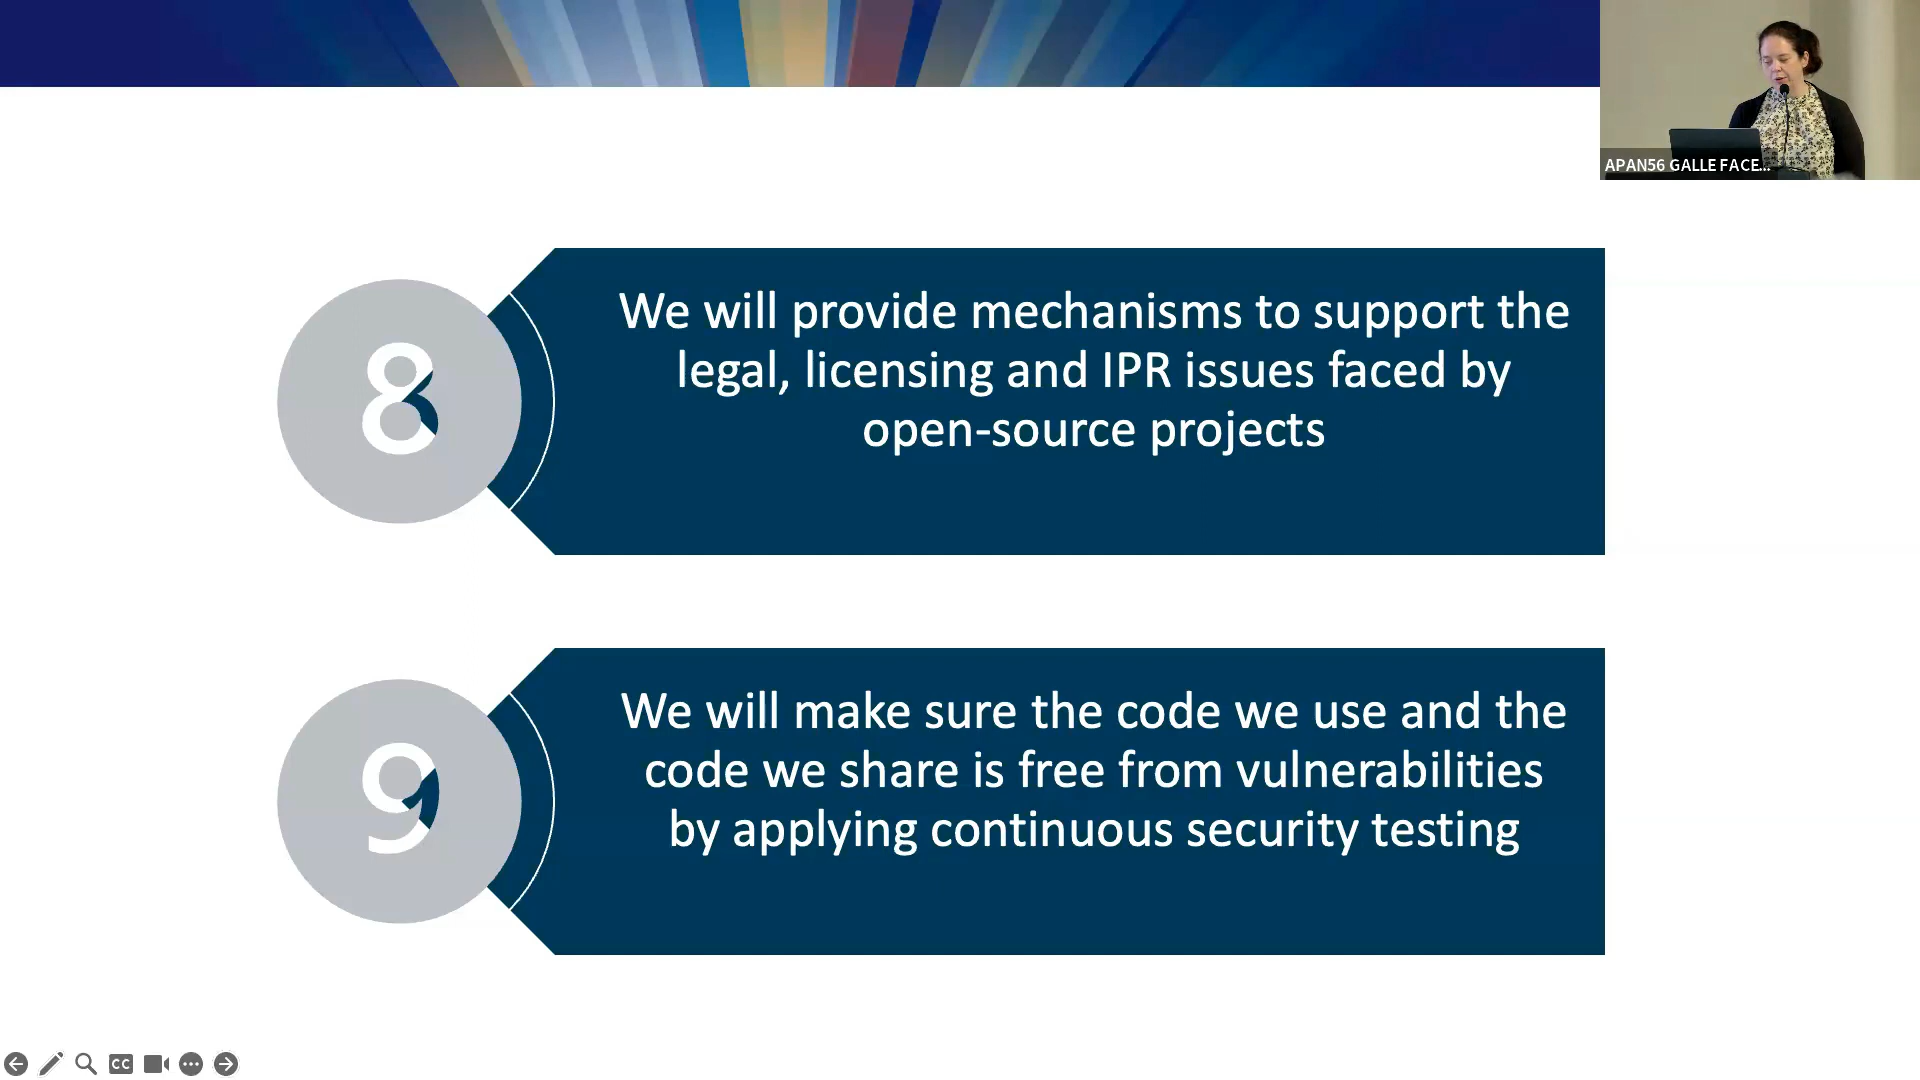 APAN56 GALLE FACE...
8
We will provide mechanisms to support the
legal, licensing and IPR issues faced by
open-source projects
9
We will make sure the code we use and the
code we share is free from vulnerabilities
by applying continuous security testing
CC